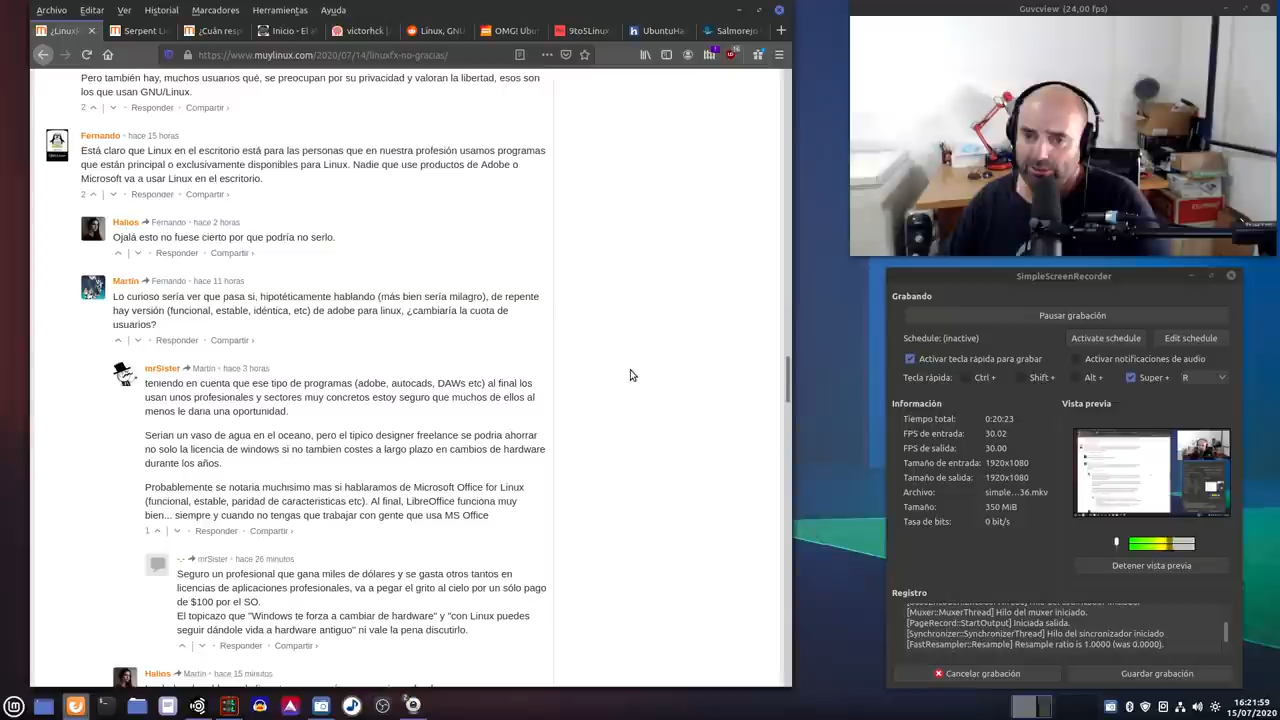 Archivo Editar Ver Historial Marcadores Herramientas Ayuda
¿LinuxF Serpent Lin ¿Cuán resp Inicio - El at victorhck ( Linux, GNU OMG! Ubun 9to5Linux UbuntuHa Salmorejo
https://www.muylinux.com/2020/07/14/linuxfx-no-gracias/
Pero también hay, muchos usuarios qué, se preocupan por su privacidad y valoran la libertad, esos son
los que usan GNU/Linux.
2 Responder Compartir ›
Fernando • hace 15 horas
Está claro que Linux en el escritorio está para las personas que en nuestra profesión usamos programas
que están principal o exclusivamente disponibles para Linux. Nadie que use productos de Adobe o
Microsoft va a usar Linux en el escritorio.
2 Responder Compartir ›
Halios Fernando • hace 2 horas
Ojalá esto no fuese cierto por que podría no serlo.
Responder Compartir ›
Martín Fernando • hace 11 horas
Lo curioso sería ver que pasa si, hipotéticamente hablando (más bien sería milagro), de repente
hay versión (funcional, estable, idéntica, etc) de adobe para linux, ¿cambiaría la cuota de
usuarios?
Responder Compartir ›
mrSister Martín • hace 3 horas
teniendo en cuenta que ese tipo de programas (adobe, autocads, DAWs etc) al final los
usan unos profesionales y sectores muy concretos estoy seguro que muchos de ellos al
menos le daria una oportunidad.
Serian un vaso de agua en el oceano, pero el tipico designer freelance se podria ahorrar
no solo la licencia de windows si no tambien costes a largo plazo en cambios de hardware
durante los años.
Probablemente se notaria muchisimo mas si hablaramos de Microsoft Office for Linux
(funcional, estable, paridad de caracteristicas etc). Al final, LibreOffice funciona muy
bien... siempre y cuando no tengas que trabajar con gente que usa MS Office
1 Responder Compartir ›
-.- mrSister • hace 26 minutos
Seguro un profesional que gana miles de dólares y se gasta otros tantos en
licencias de aplicaciones profesionales, va a pegar el grito al cielo por un sólo pago
de $100 por el SO.
El topicazo que "Windows te forza a cambiar de hardware" y "con Linux puedes
seguir dándole vida a hardware antiguo" ni vale la pena discutirlo.
Responder Compartir ›
Halios Martín • hace 15 minutos
Guvcview (24,00 fps)
SimpleScreenRecorder
Grabando
Pausar grabación
Schedule: (inactive) Activate schedule Edit schedule
Activar tecla rápida para grabar Activar notificaciones de audio
Tecla rápida: Ctrl + Shift + Alt + Super + R
Información Vista previa
Tiempo total: 0:20:23
FPS de entrada: 30.02
FPS de salida: 30.00
Tamaño de entrada: 1920x1080
Tamaño de salida: 1920x1080
Archivo: simple...36.mkv
Tamaño: 350 MiB
Tasa de bits: 0 bit/s
Detener vista previa
Registro
[Muxer::MuxerThread] Hilo del muxer iniciado.
[PageRecord::StartOutput] Iniciada salida.
[Synchronizer::SynchronizerThread] Hilo del sincronizador iniciado
[FastResampler::Resample] Resample ratio is 1.0000 (was 0.0000).
Cancelar grabación Guardar grabación
16:21:59
15/07/2020